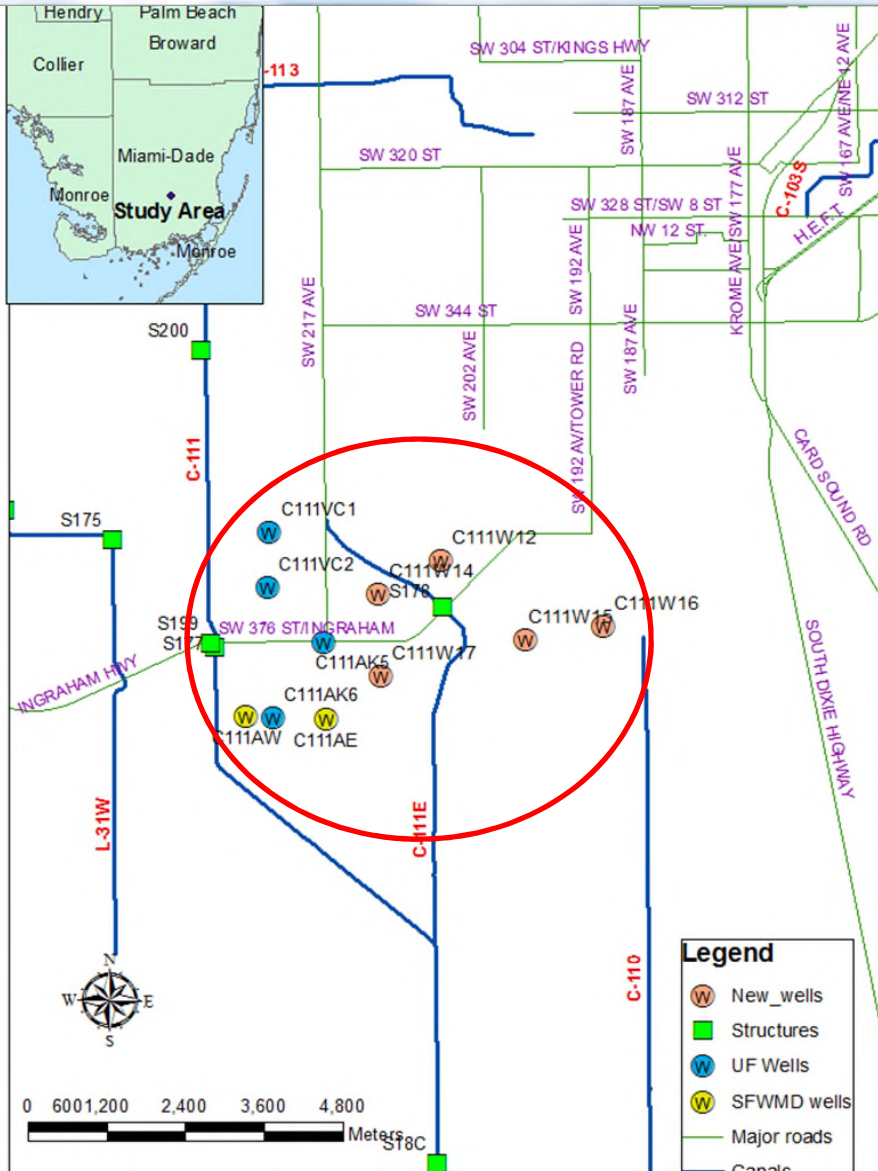 Hendry
Palm Beach
Broward
Collier
Miami-Dade
Monroe
Study Area
Monroe
-113
SW 304 ST/KINGS HWY
SW 187 AVE
SW 312 ST
SW 167 AVE/NE 12 AVE
SW 320 ST
KROME AVE/SW 177 AVE
C-103S
SW 328 ST/SW 8 ST
NW 12 ST.
H.E.F.T.
SW 192 AVE
SW 217 AVE
SW 344 ST
S200
SW 187 AVE
SW 202 AVE
SW 192 AV/TOWER RD
C-111
CARD SOUND RD
S175
C111VC1
W
C111W12
W
C111VC2
W
C111W14
W
S178
C111W15
W
C111W16
W
S199
S177
SW 376 ST/INGRAHAM
W
C111AK5
C111W17
W
INGRAHAM HWY
C111AK6
W
W
W
C111AW
C111AE
SOUTH DIXIE HIGHWAY
L-31W
C-111E
C-110
N
W
E
S
0 600 1,200 2,400 3,600 4,800
Meters
S18C
Legend
W New_wells
Structures
W UF Wells
W SFWMD wells
Major roads
Canals